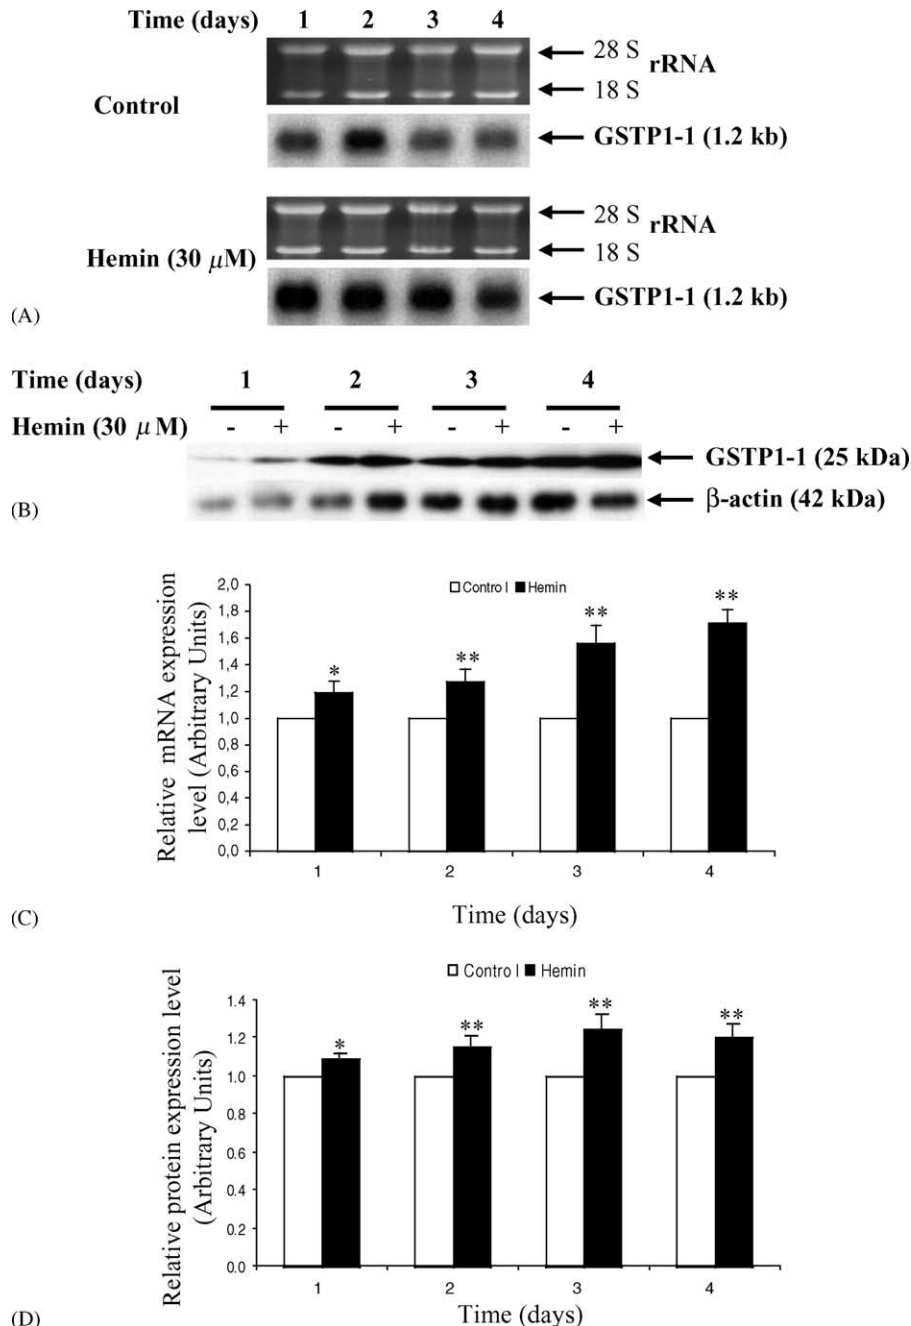 Time (days) 1 2 3 4
28 S
rRNA
18 S
Control
GSTP1-1 (1.2 kb)
28 S
rRNA
18 S
Hemin (30 μM)
GSTP1-1 (1.2 kb)
(A)
Time (days) 1 2 3 4
Hemin (30 μM) - + - + - + - +
GSTP1-1 (25 kDa)
β-actin (42 kDa)
(B)
Relative mRNA expression
level (Arbitrary Units)
2,0
1,8
1,6
1,4
1,2
1,0
0,8
0,6
0,4
0,2
0,0
Contro l Hemin
*
**
**
**
1 2 3 4
Time (days)
(C)
Relative protein expression level
(Arbitrary Units)
1.4
1.2
1.0
0.8
0.6
0.4
0.2
0.0
Contro l Hemin
*
**
**
**
1 2 3 4
Time (days)
(D)